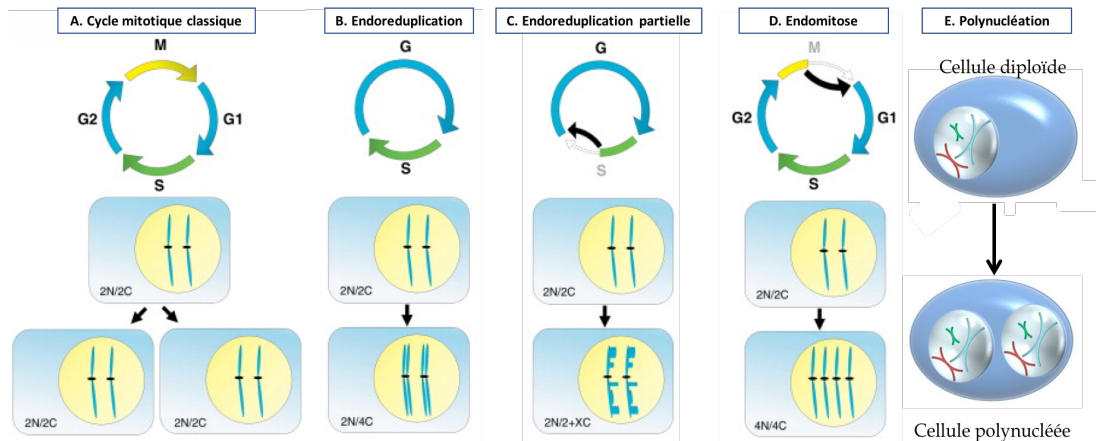 A. Cycle mitotique classique
M
G2
G1
S
2N/2C
2N/2C
2N/2C
B. Endoreduplication
G
S
2N/2C
2N/4C
C. Endoreduplication partielle
G
S
2N/2C
2N/2+XC
D. Endomitose
M
G2
G1
S
2N/2C
4N/4C
E. Polynucléation
Cellule diploïde
Cellule polynucléée